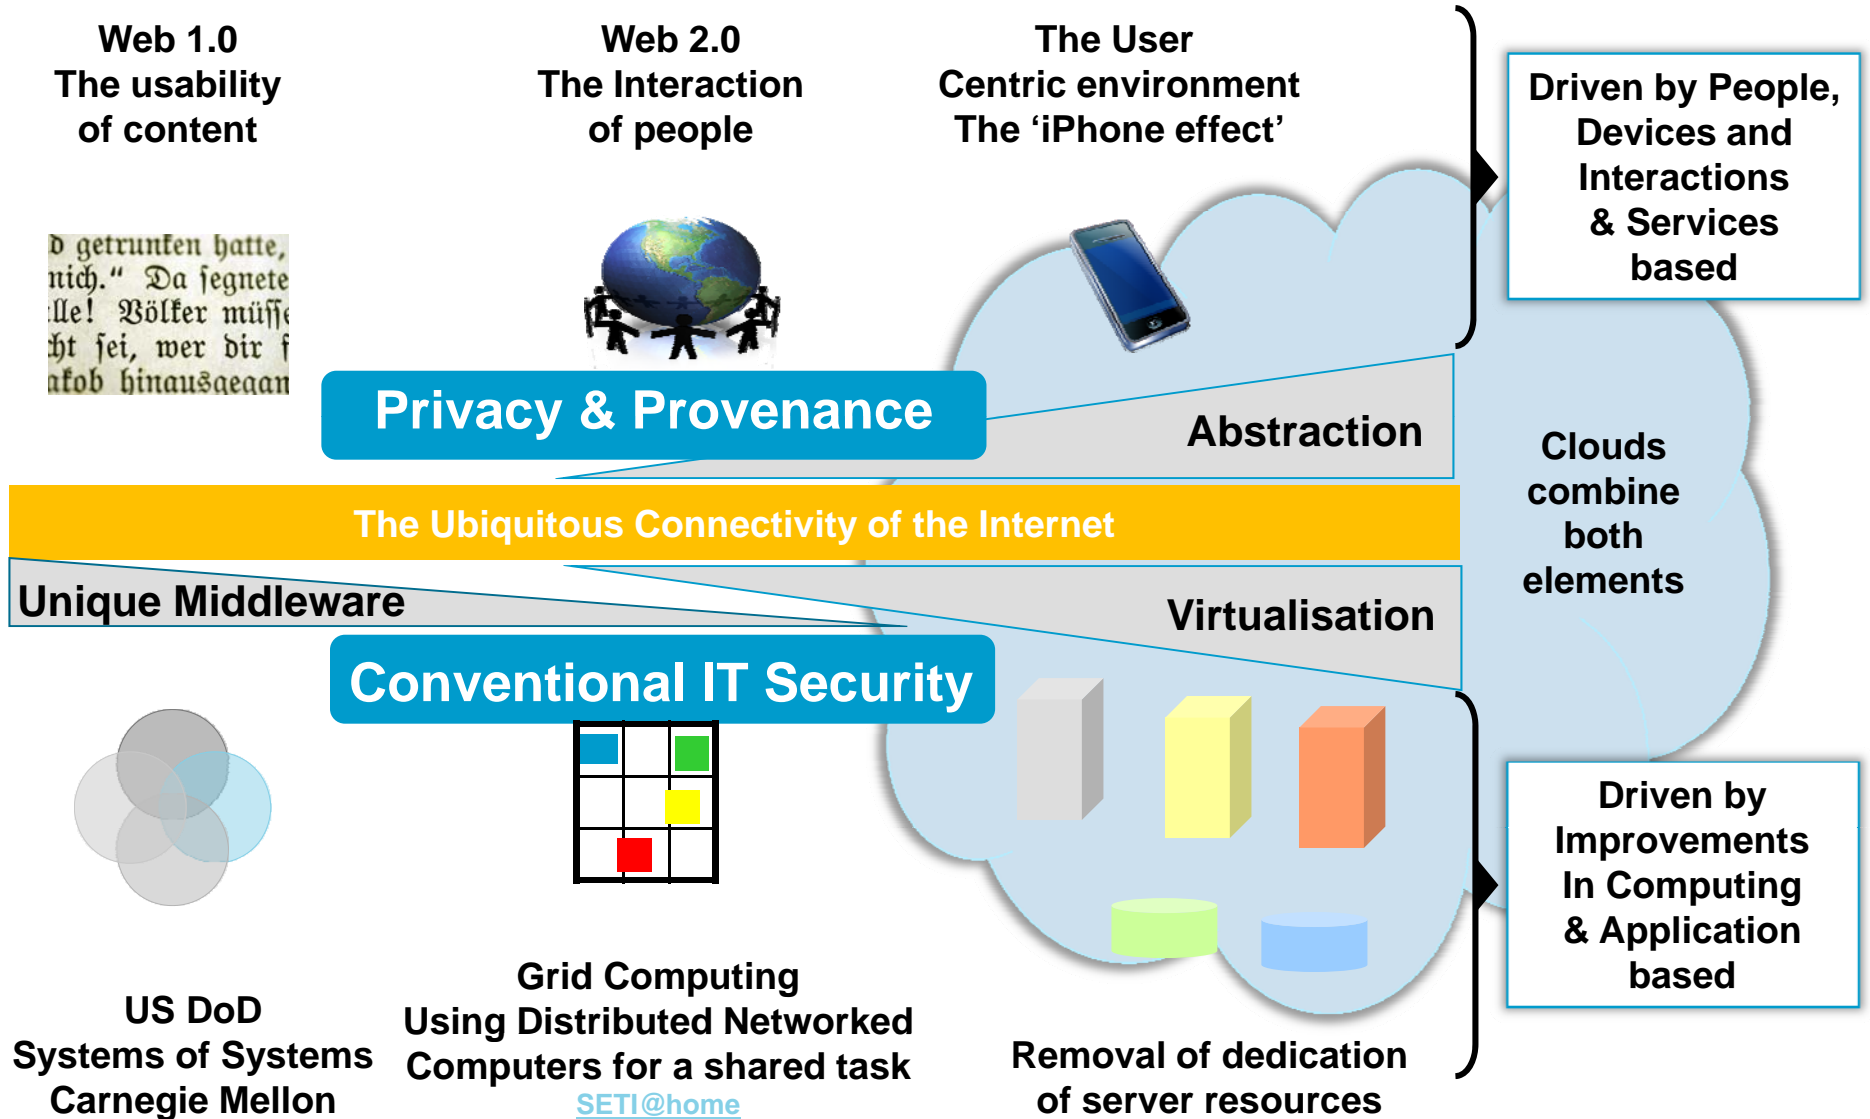 Web 1.0
The usability
of content
Web 2.0
The Interaction
of people
The User
Centric environment
The ‘iPhone effect’
Driven by People,
Devices and
Interactions
& Services
based
d getrunken hatte,
mich.“ Da ſegnete
lle! Völker müſſe
cht ſei, wer dir f
akob hinausgegan
Privacy & Provenance
Abstraction
Clouds
combine
both
elements
The Ubiquitous Connectivity of the Internet
Unique Middleware
Virtualisation
Conventional IT Security
Driven by
Improvements
In Computing
& Application
based
US DoD
Systems of Systems
Carnegie Mellon
Grid Computing
Using Distributed Networked
Computers for a shared task
SETI@home
Removal of dedication
of server resources